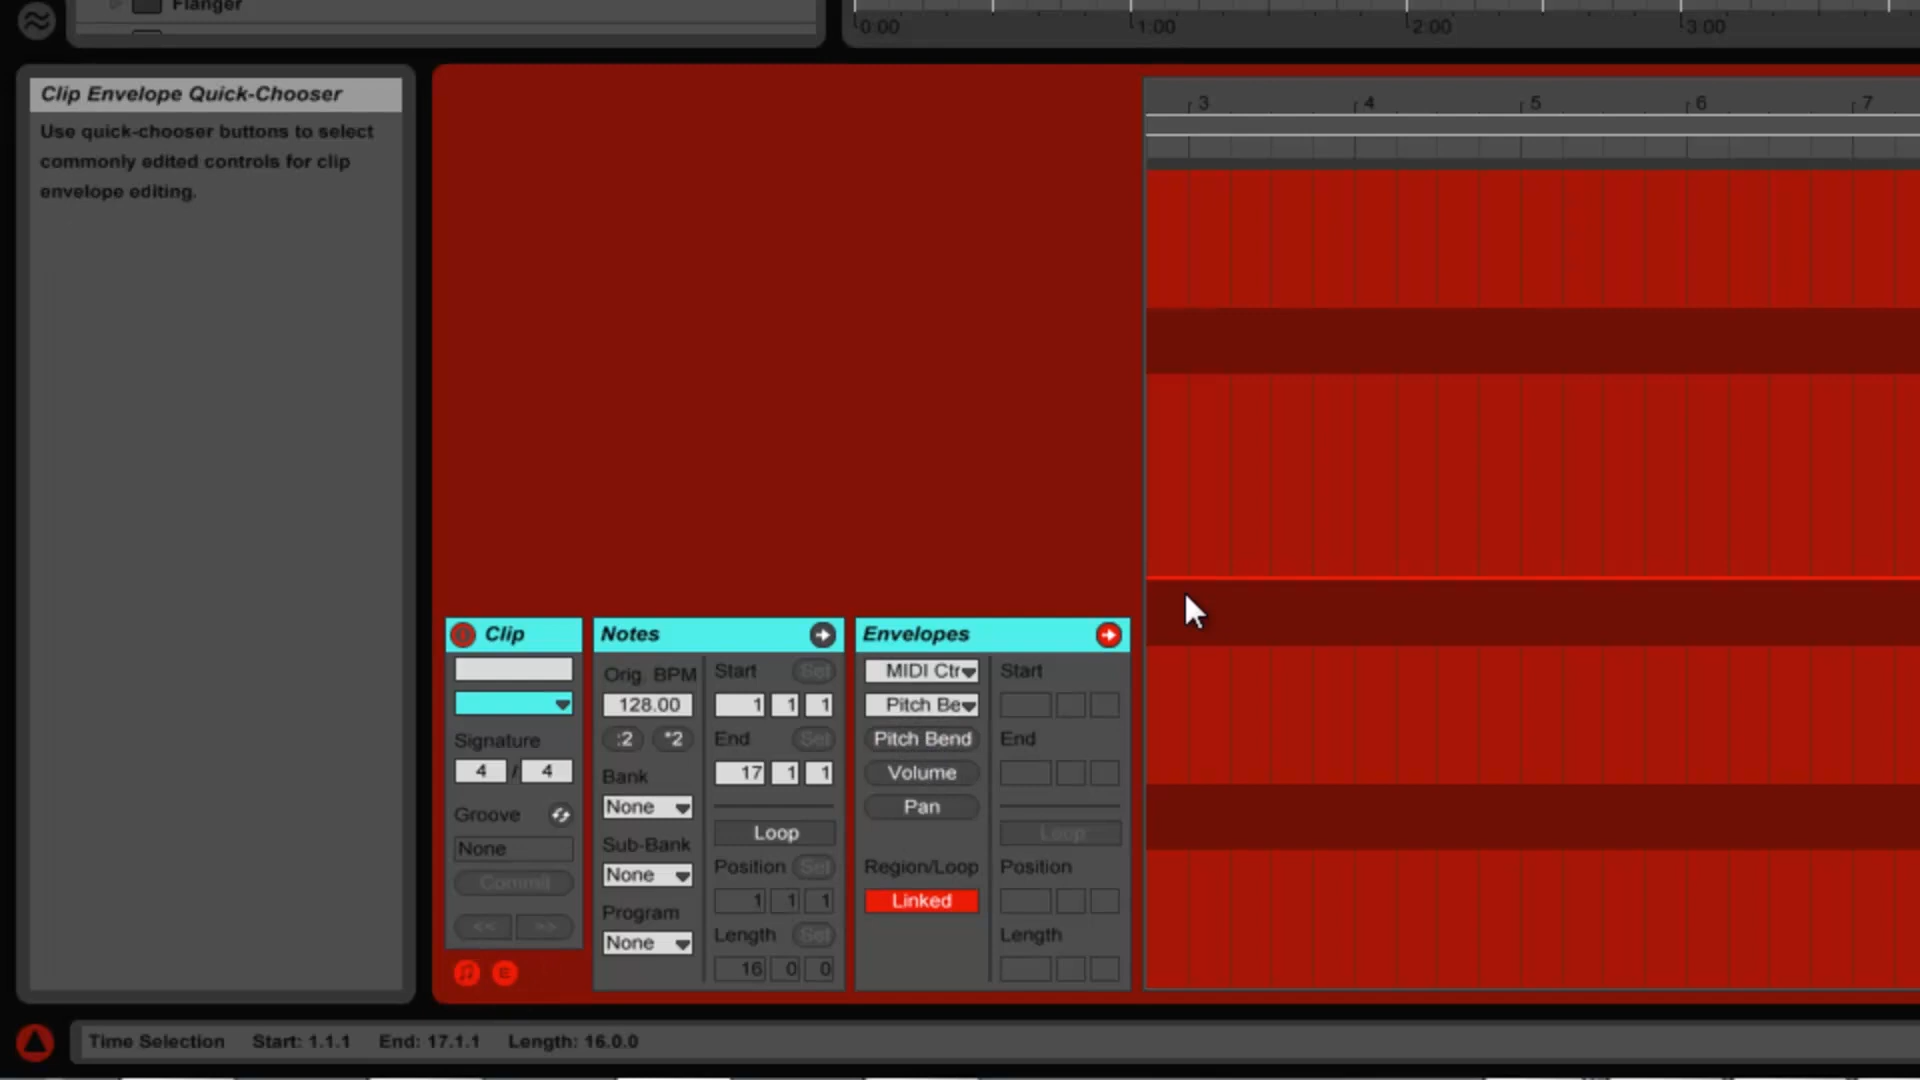 Flanger
0:00 1:00 2:00 3:00
Clip Envelope Quick-Chooser
Use quick-chooser buttons to select
commonly edited controls for clip
envelope editing.
3 4 5 6 7
Clip
Signature
4 / 4
Groove
None
Commit
<< >>
Notes
Orig. BPM
128.00
:2 *2
Bank
None
Sub-Bank
None
Program
None
Start Set
1 1 1
End Set
17 1 1
Loop
Position Set
1 1 1
Length Set
16 0 0
Envelopes
MIDI Ctr
Pitch Be
Pitch Bend
Volume
Pan
Region/Loop
Linked
Start
End
Loop
Position
Length
E
Time Selection Start: 1.1.1 End: 17.1.1 Length: 16.0.0